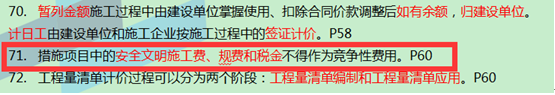 70. 暂列金额施工过程中由建设单位掌握使用、扣除合同价款调整后如有余额，归建设单位。
计日工由建设单位和施工企业按施工过程中的签证计价。P58
71. 措施项目中的安全文明施工费、规费和税金不得作为竞争性费用。P60
72. 工程量清单计价过程可以分为两个阶段：工程量清单编制和工程量清单应用。P60